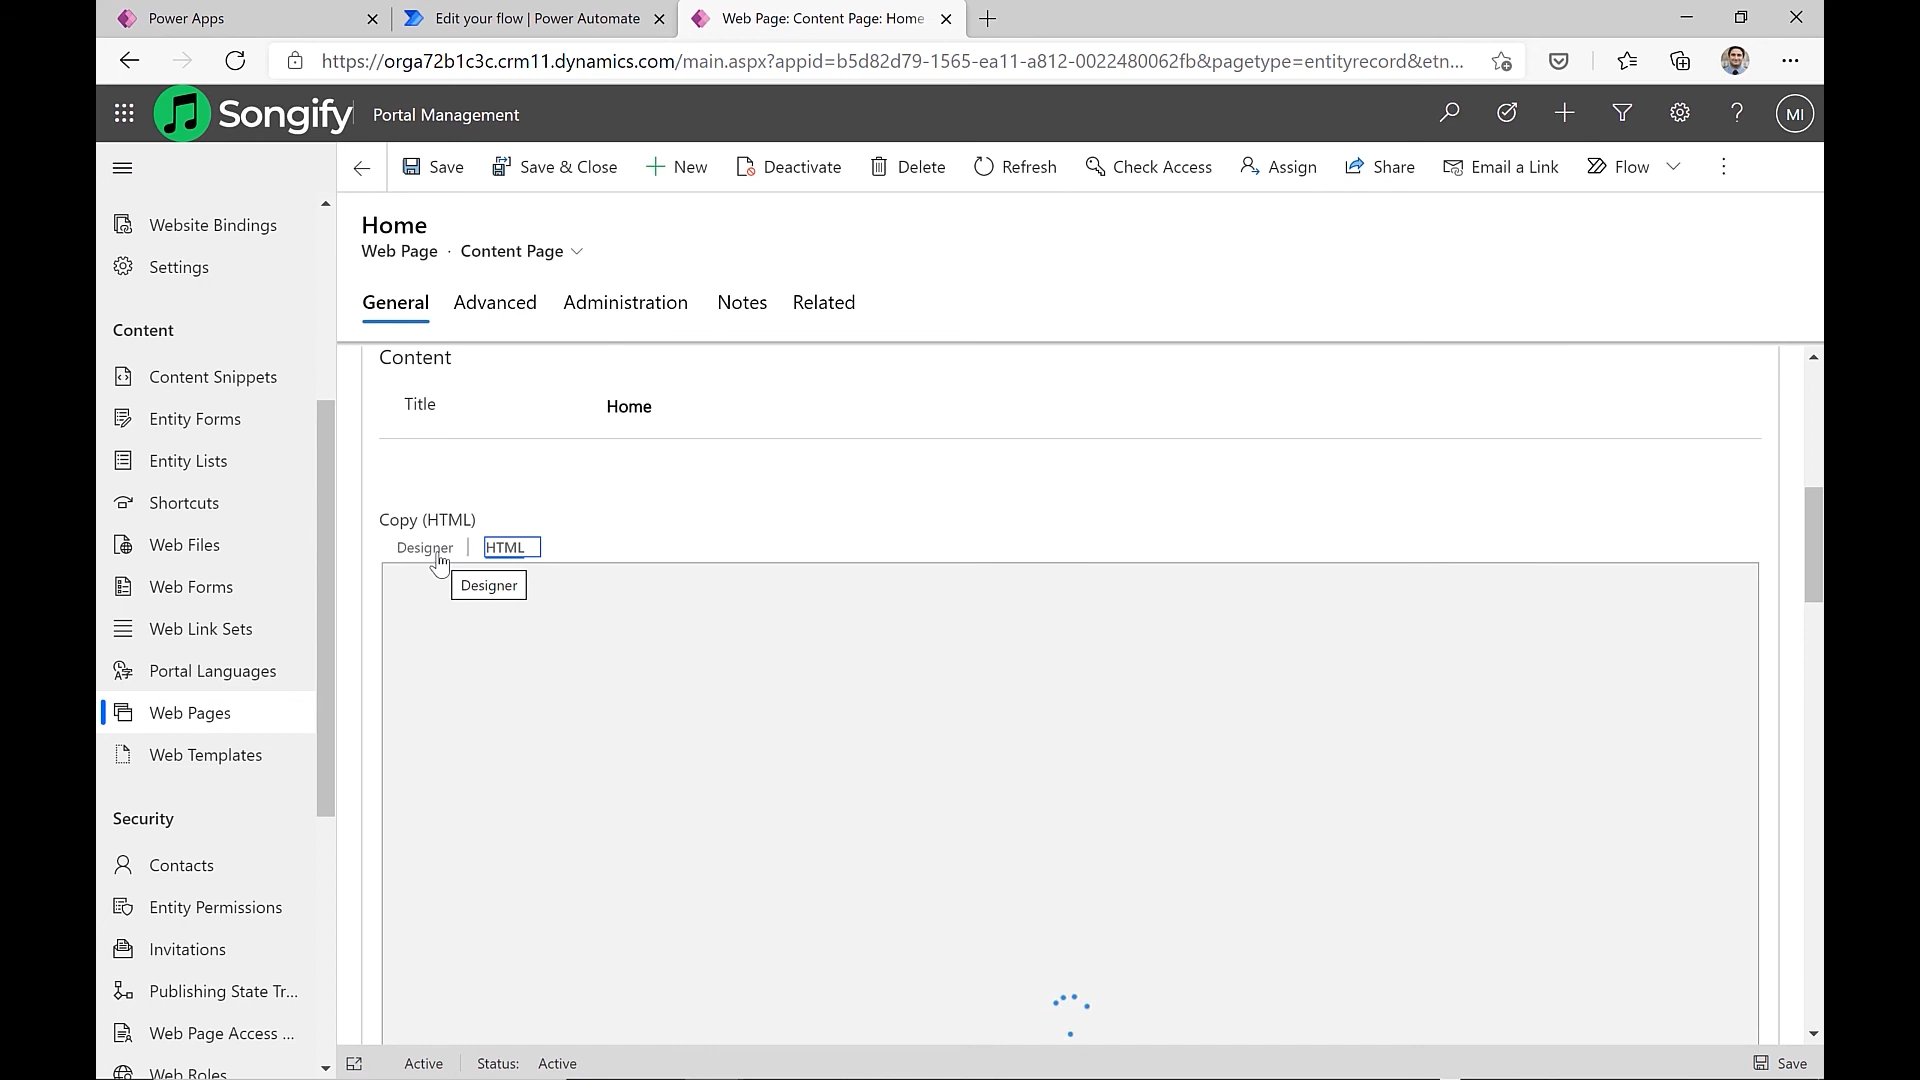 Power Apps
Edit your flow | Power Automate
Web Page: Content Page: Home
https://orga72b1c3c.crm11.dynamics.com/main.aspx?appid=b5d82d79-1565-ea11-a812-0022480062fb&pagetype=entityrecord&etn...
Songify
Portal Management
MI
Save
Save & Close
New
Deactivate
Delete
Refresh
Check Access
Assign
Share
Email a Link
Flow
Website Bindings
Settings
Content
Content Snippets
Entity Forms
Entity Lists
Shortcuts
Web Files
Web Forms
Web Link Sets
Portal Languages
Web Pages
Web Templates
Security
Contacts
Entity Permissions
Invitations
Publishing State Tr...
Web Page Access ...
Web Roles
Home
Web Page · Content Page
General
Advanced
Administration
Notes
Related
Content
Title
Home
Copy (HTML)
Designer | HTML
Designer
Active
Status: Active
Save